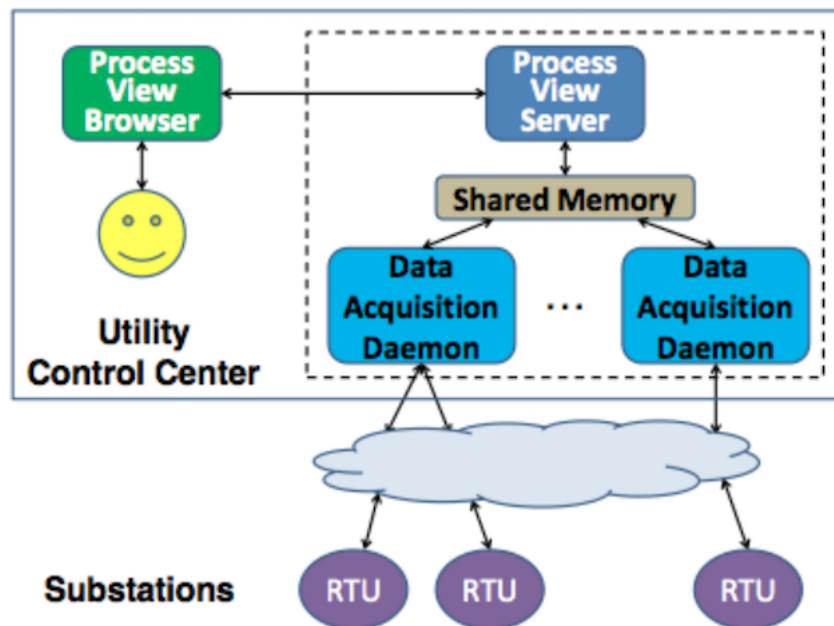 Process
View
Browser
Process
View
Server
Shared Memory
Data
Acquisition
Daemon
...
Data
Acquisition
Daemon
Utility
Control Center
Substations
RTU
RTU
RTU